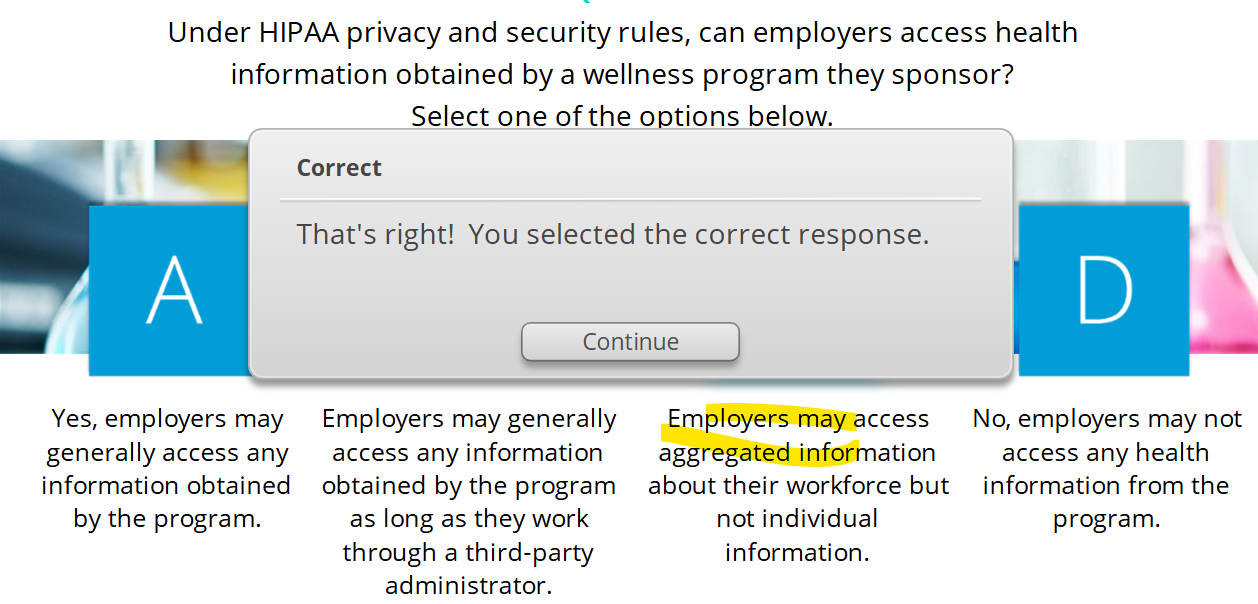 Under HIPAA privacy and security rules, can employers access health
information obtained by a wellness program they sponsor?
Select one of the options below.
Correct
That's right! You selected the correct response.
Continue
A
D
Yes, employers may
generally access any
information obtained
by the program.
Employers may generally
access any information
obtained by the program
as long as they work
through a third-party
administrator.
Employers may access
aggregated information
about their workforce but
not individual
information.
No, employers may not
access any health
information from the
program.